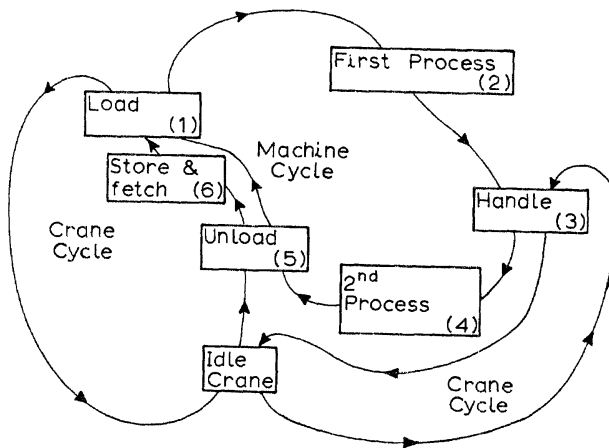 First Process
(2)
Load
(1)
Machine
Cycle
Store &
fetch (6)
Handle
(3)
Crane
Cycle
Unload
(5)
2nd
Process
(4)
Idle
Crane
Crane
Cycle